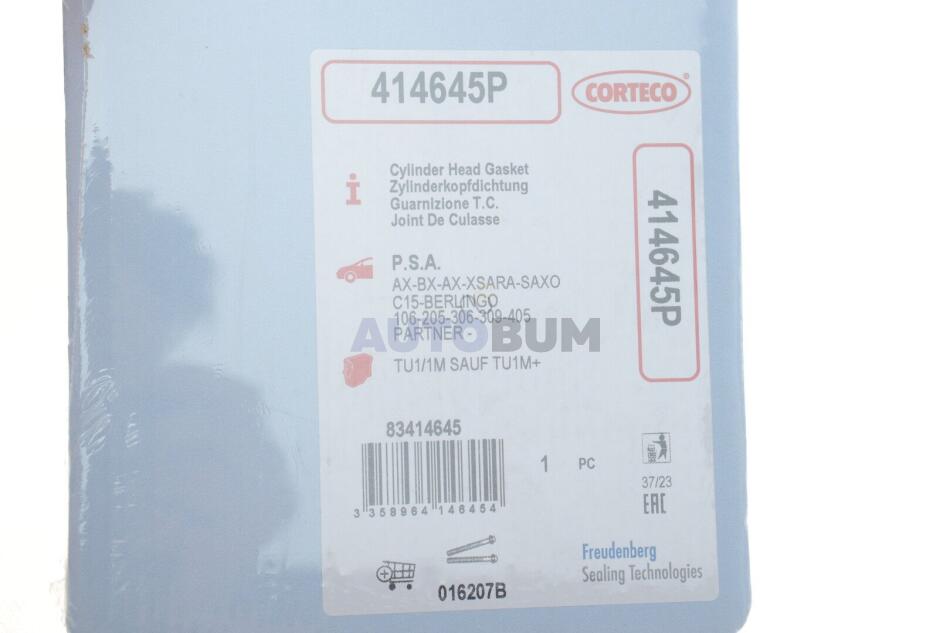 414645P
CORTECO
®
414645P
Cylinder Head Gasket
Zylinderkopfdichtung
Guarnizione T.C.
Joint De Culasse
P.S.A.
AX-BX-AX-XSARA-SAXO
C15-BERLINGO
106-205-306-309-405
PARTNER -
AUTOBUM
TU1/1M SAUF TU1M+
83414645
3 358964 146454
1 PC
37/23
EAC
Freudenberg
Sealing Technologies
016207B